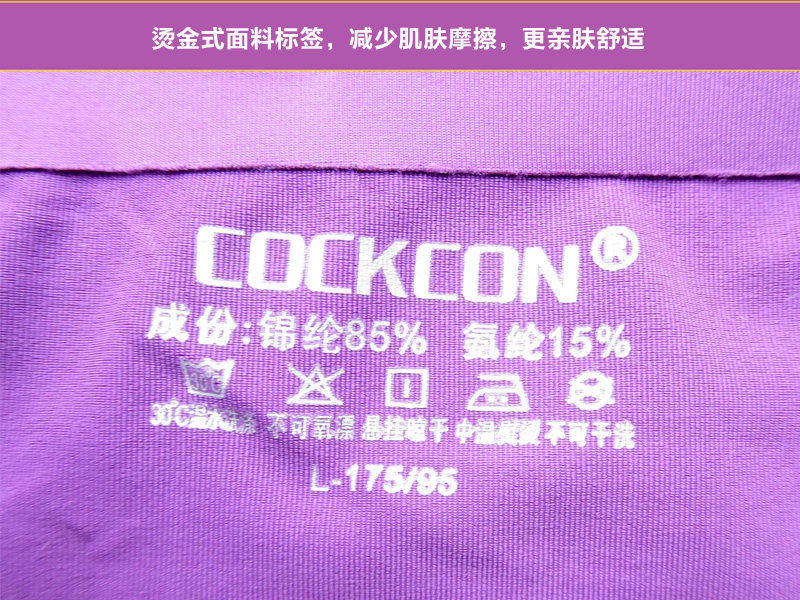 烫金式面料标签，减少肌肤摩擦，更亲肤舒适
COCKCON®
成份:锦纶85% 氨纶15%
30℃ 不可氧漂 悬挂晾干 中温熨烫 不可干洗
L-175/95